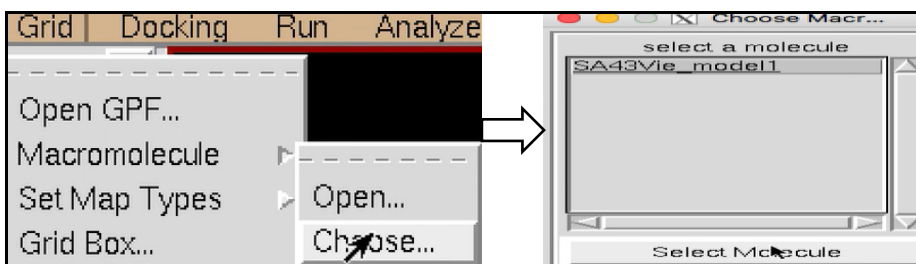 Grid Docking Run Analyze
Open GPF...
Macromolecule
Set Map Types
Grid Box...
Open...
Choose...
Choose Macr...
select a molecule
SA43Vie_model1
Select Molecule